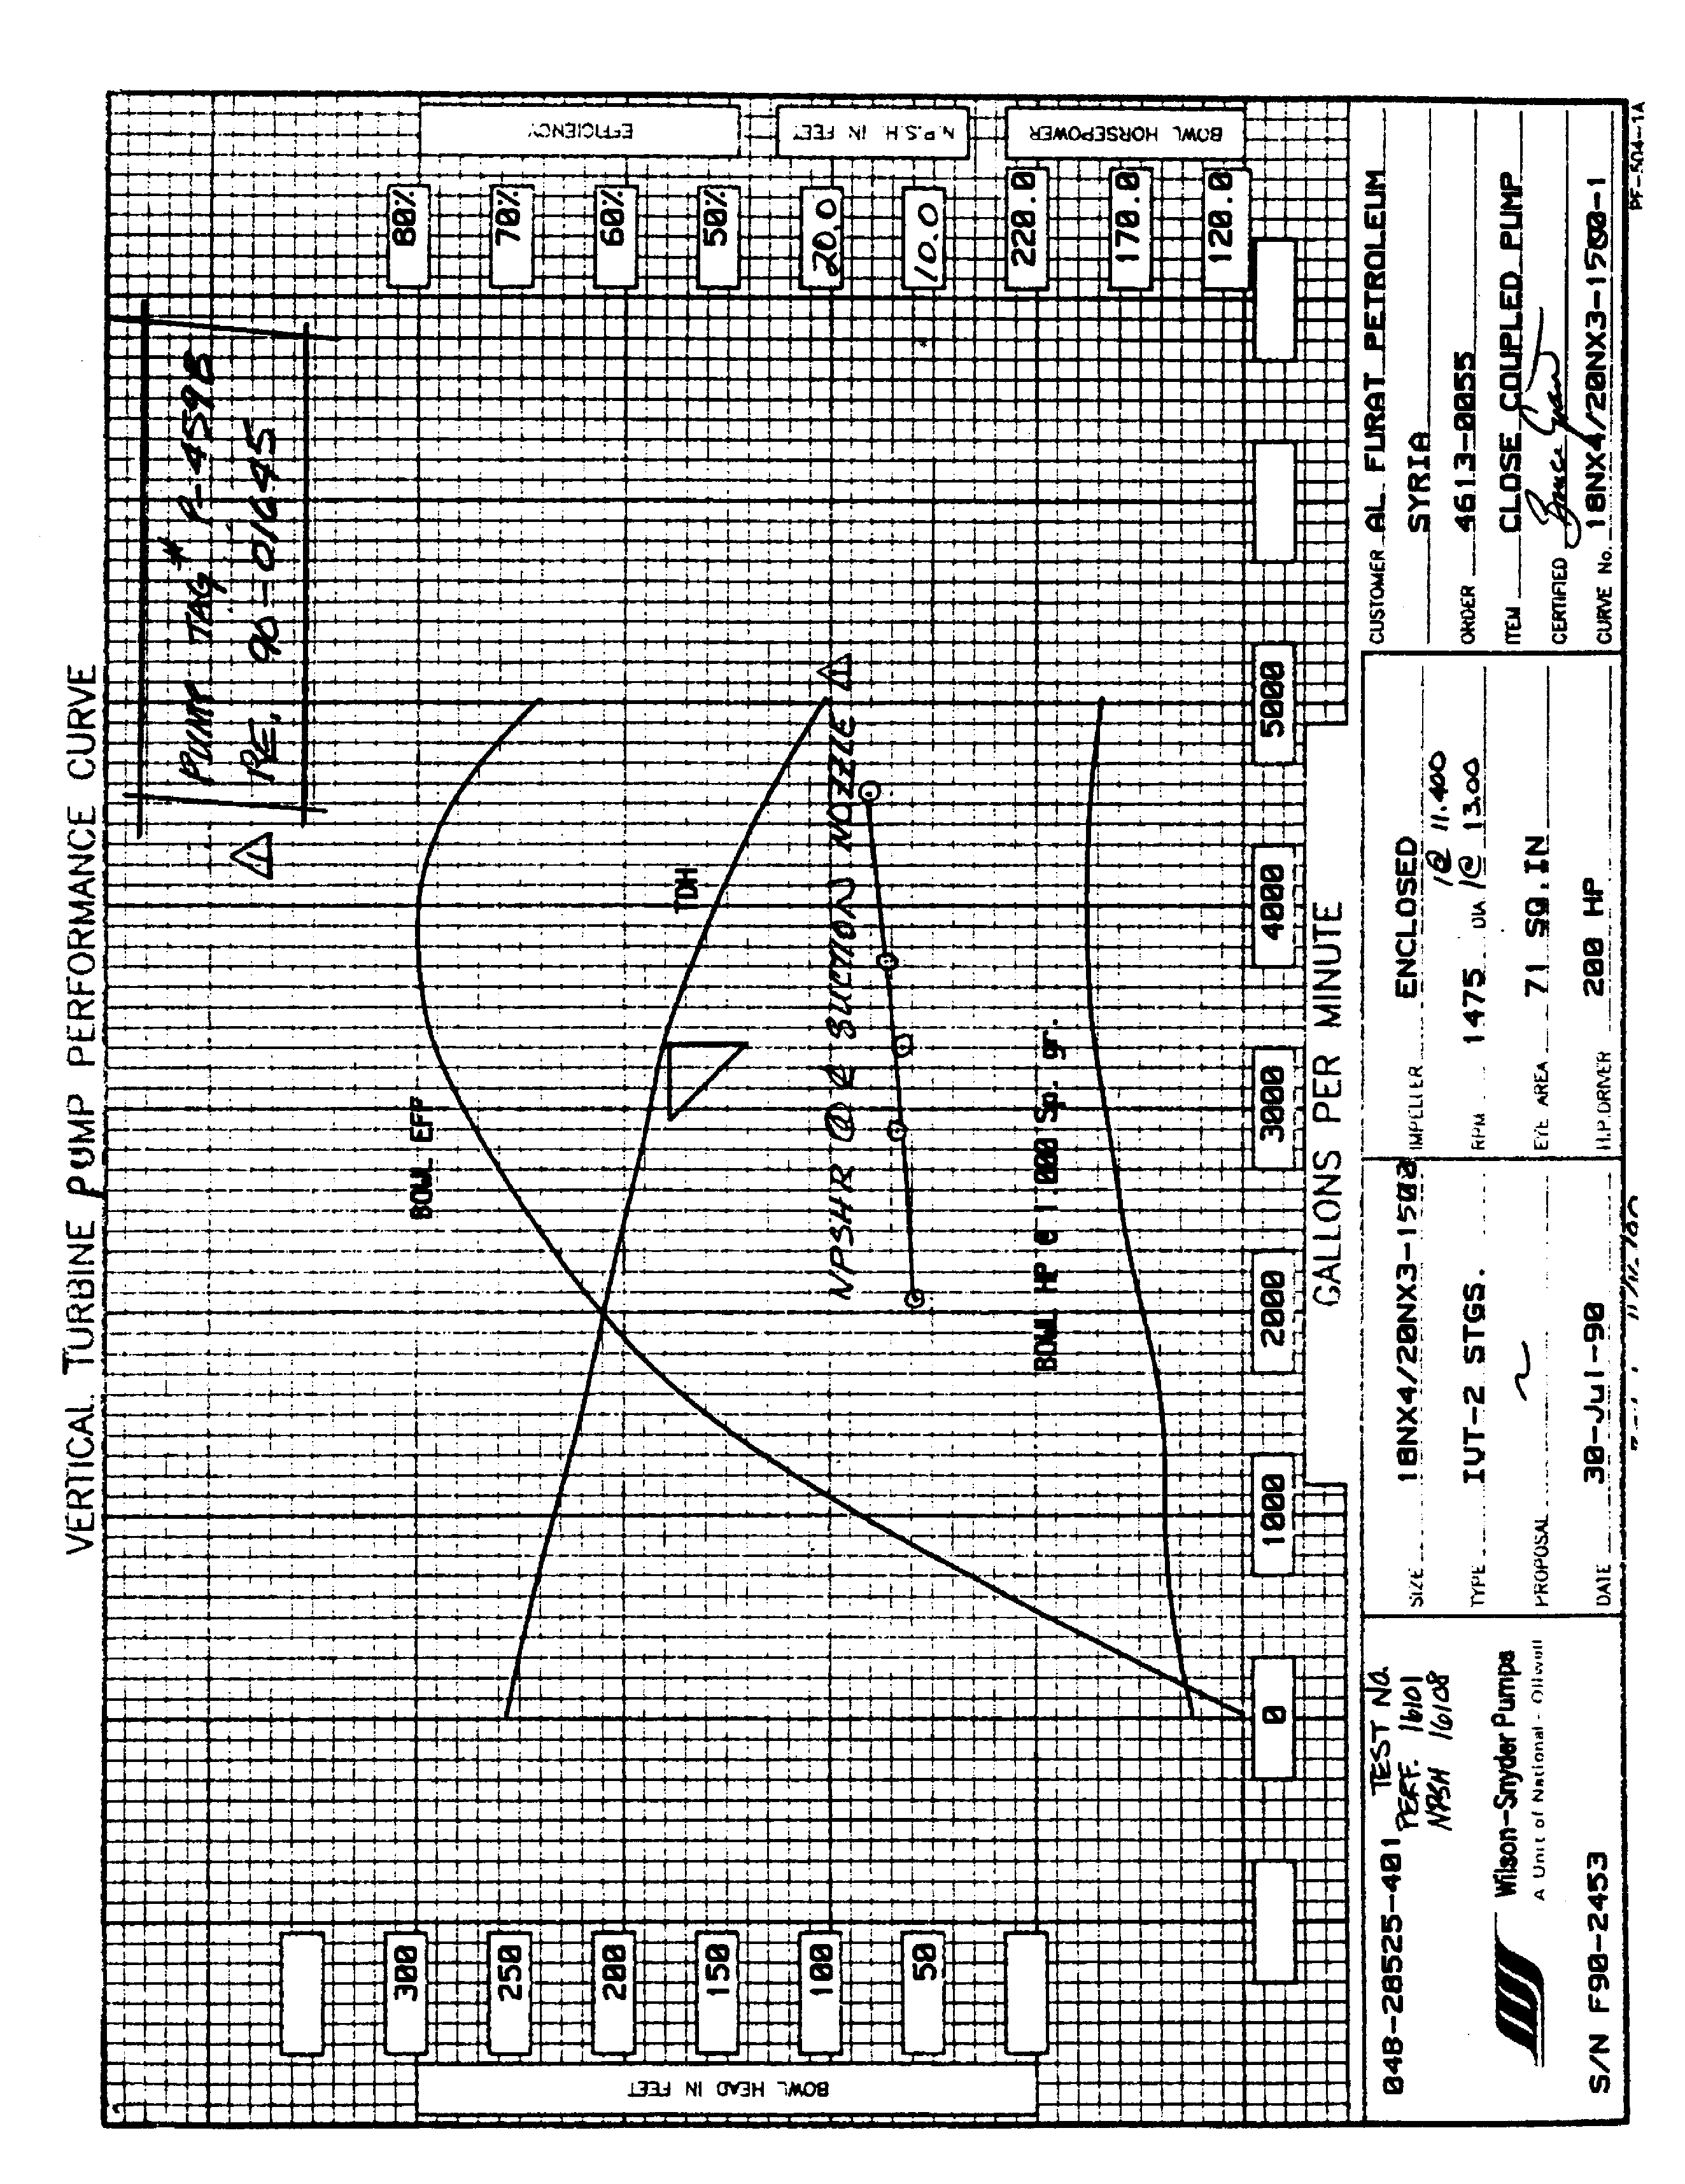 VERTICAL TURBINE PUMP PERFORMANCE CURVE
PUMP TAG # P-4598
RE. 90-01645
EFFICIENCY
80%
70%
60%
50%
N.P.S.H. IN FEET
20.0
10.0
BOWL HORSEPOWER
220.0
170.0
120.0
BOWL HEAD IN FEET
300
250
200
150
100
50
BOWL EFF
TDH
NPSHR @ ℄ SUCTION NOZZLE
BOWL HP @ 1.000 Sp. gr.
0
1000
2000
3000
4000
5000
GALLONS PER MINUTE
04B-28525-401
TEST NO.
PERF. 16101
NPSH 16108
Wilson-Snyder Pumps
A Unit of National-Oilwell
S/N F90-2453
SIZE 18NX4/20NX3-1500
TYPE IVT-2 STGS.
PROPOSAL ~
DATE 30-Jul-90
IMPELLER ENCLOSED
RPM 1475 DIA 1@ 11.400
1@ 13.00
EYE AREA 71 SQ.IN
H.P. DRIVER 200 HP
CUSTOMER AL FURAT PETROLEUM
SYRIA
ORDER 4613-0055
ITEM CLOSE COUPLED PUMP
CERTIFIED
CURVE No. 18NX4/20NX3-1500-1
PF-504-1A